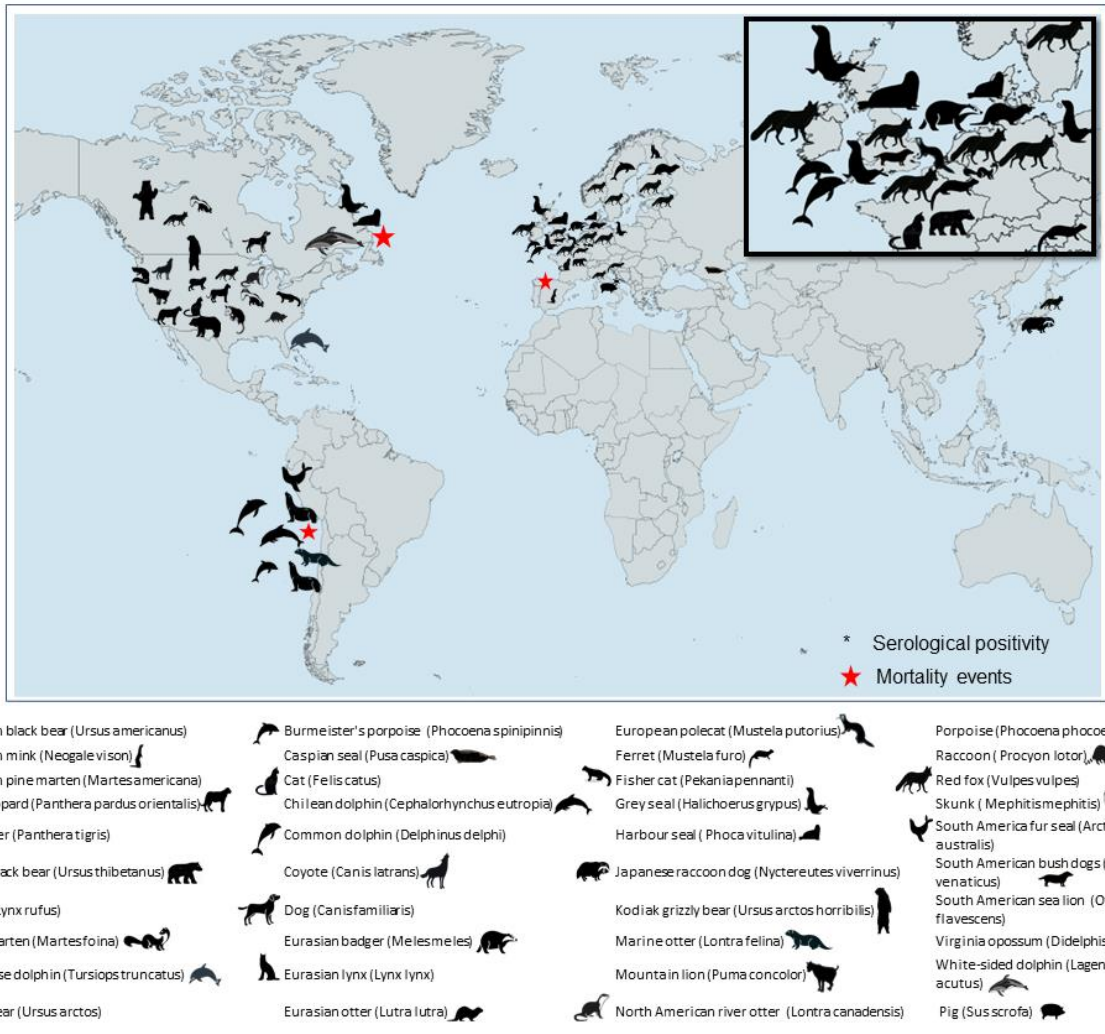 * Serological positivity
Mortality events
n black bear (Ursus americanus)
n mink (Neogale vison)
n pine marten (Martes americana)
opard (Panthera pardus orientalis)
er (Panthera tigris)
ack bear (Ursus thibetanus)
ynx rufus)
arten (Martes foina)
se dolphin (Tursiops truncatus)
ear (Ursus arctos)
Burmeister's porpoise (Phocoena spinipinnis)
Caspian seal (Pusa caspica)
Cat (Felis catus)
Chilean dolphin (Cephalorhynchus eutropia)
Common dolphin (Delphinus delphi)
Coyote (Canis latrans)
Dog (Canis familiaris)
Eurasian badger (Meles meles)
Eurasian lynx (Lynx lynx)
Eurasian otter (Lutra lutra)
European polecat (Mustela putorius)
Ferret (Mustela furo)
Fisher cat (Pekania pennanti)
Grey seal (Halichoerus grypus)
Harbour seal ( Phoca vitulina)
Japanese raccoon dog (Nyctereutes viverrinus)
Kodiak grizzly bear (Ursus arctos horribilis)
Marine otter (Lontra felina)
Mountain lion (Puma concolor)
North American river otter (Lontra canadensis)
Porpoise (Phocoena phocoe
Raccoon ( Procyon lotor)
Red fox (Vulpes vulpes)
Skunk ( Mephitis mephitis)
South America fur seal (Arct
australis)
South American bush dogs (
venaticus)
South American sea lion (O
flavescens)
Virginia opossum (Didelphis
White-sided dolphin (Lagen
acutus)
Pig (Sus scrofa)